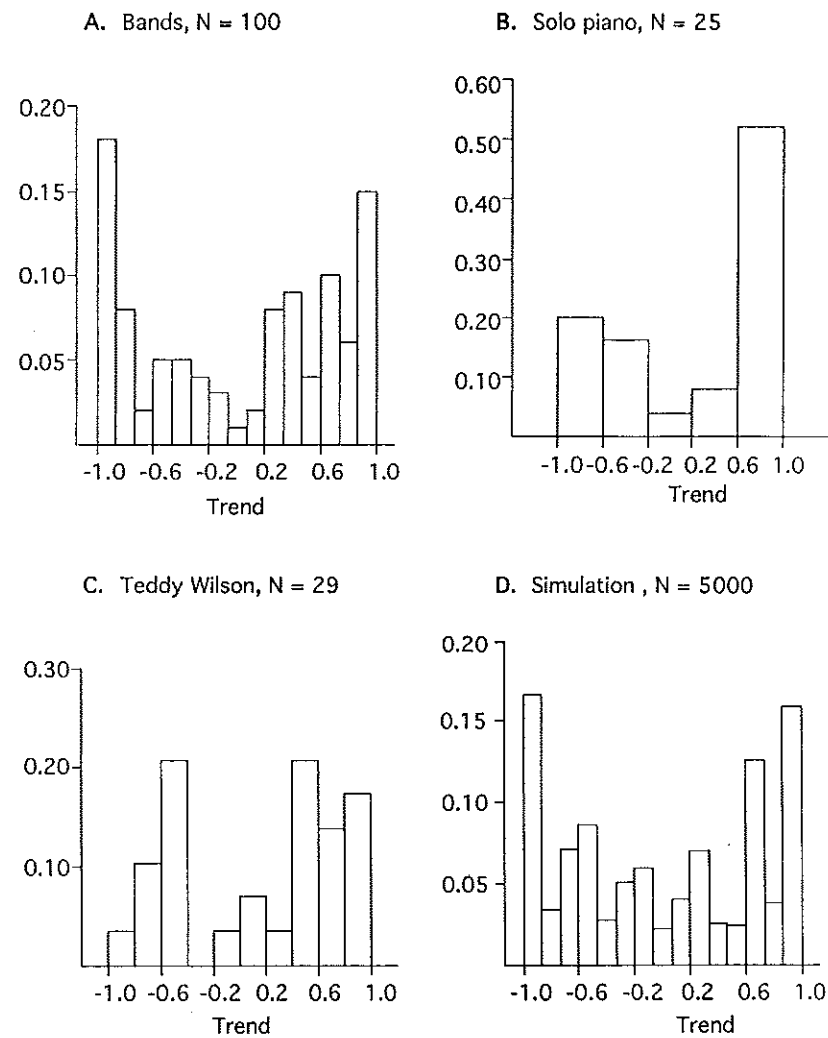 A. Bands, N = 100
0.20
0.15
0.10
0.05
-1.0 -0.6 -0.2 0.2 0.6 1.0
Trend
B. Solo piano, N = 25
0.60
0.50
0.40
0.30
0.20
0.10
-1.0 -0.6 -0.2 0.2 0.6 1.0
Trend
C. Teddy Wilson, N = 29
0.30
0.20
0.10
-1.0 -0.6 -0.2 0.2 0.6 1.0
Trend
D. Simulation , N = 5000
0.20
0.15
0.10
0.05
-1.0 -0.6 -0.2 0.2 0.6 1.0
Trend